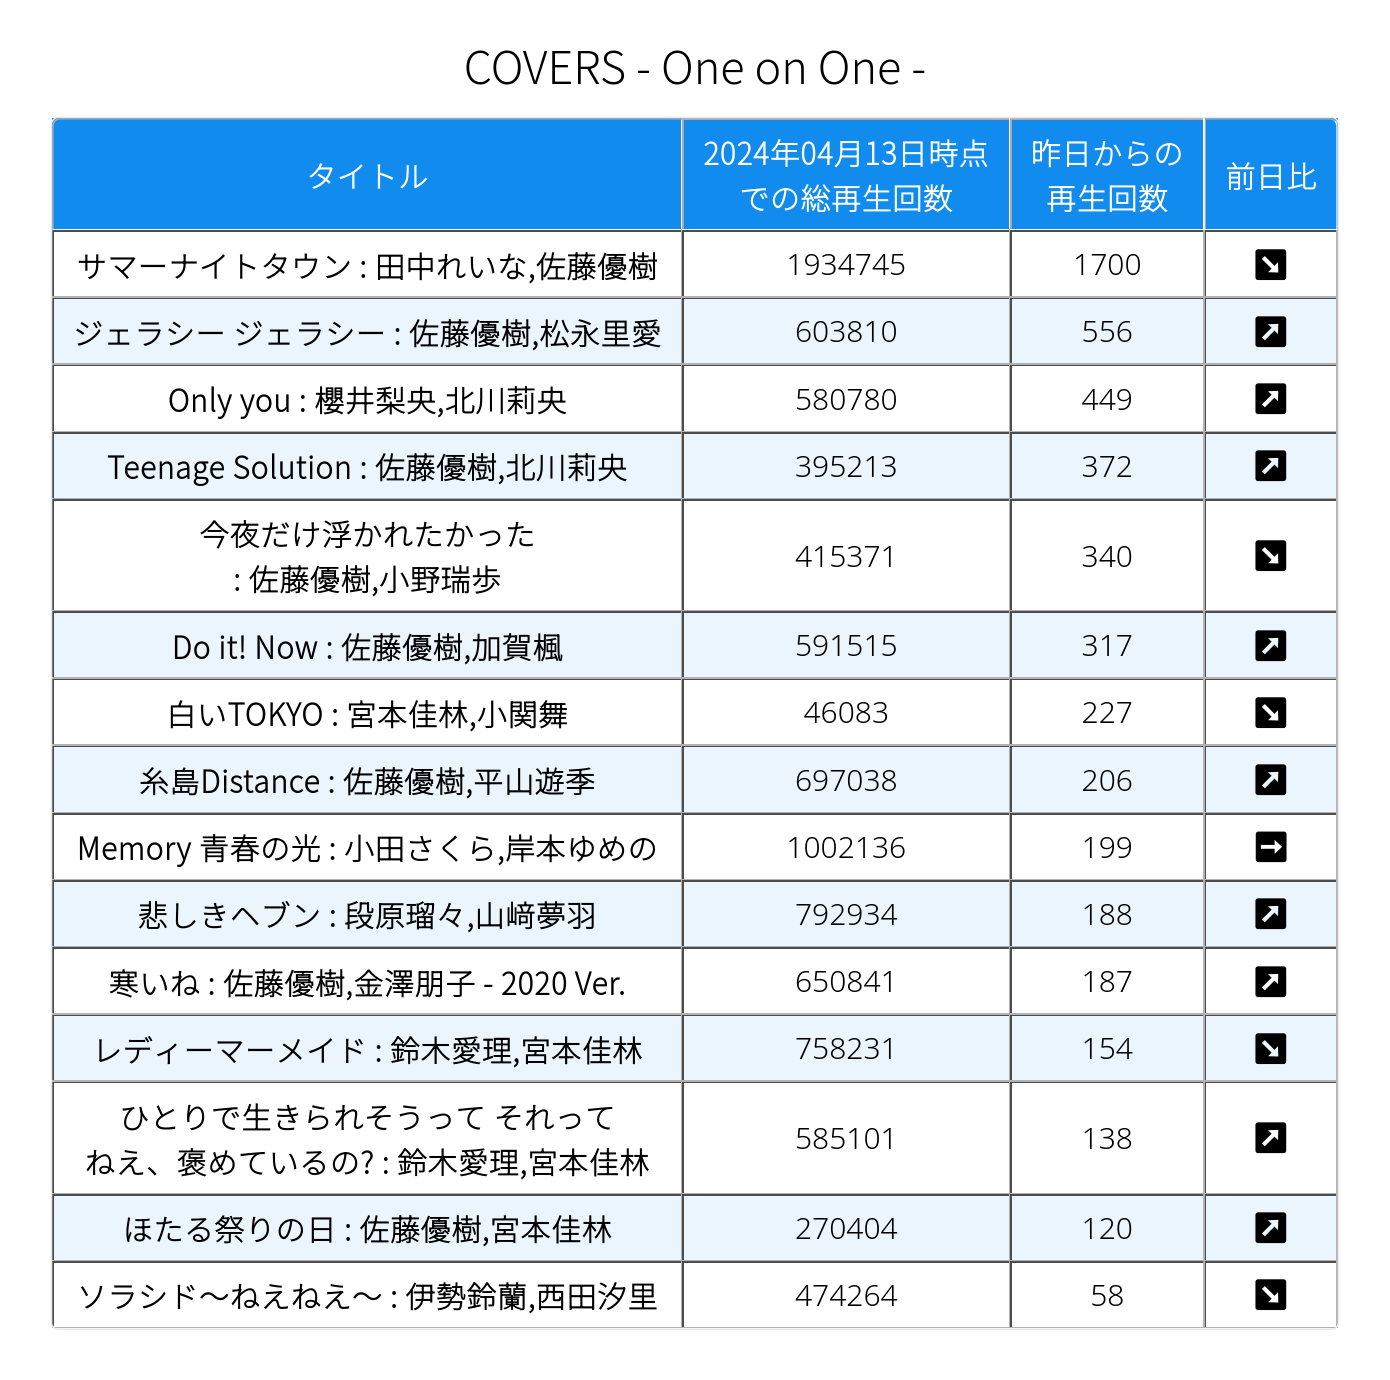 COVERS - One on One -
タイトル 2024年04月13日時点 での総再生回数 昨日からの 再生回数 前日比
サマーナイトタウン : 田中れいな,佐藤優樹 1934745 1700
ジェラシー ジェラシー : 佐藤優樹,松永里愛 603810 556
Only you : 櫻井梨央,北川莉央 580780 449
Teenage Solution : 佐藤優樹,北川莉央 395213 372
今夜だけ浮かれたかった
: 佐藤優樹,小野瑞歩 415371 340
Do it! Now : 佐藤優樹,加賀楓 591515 317
白いTOKYO : 宮本佳林,小関舞 46083 227
糸島Distance : 佐藤優樹,平山遊季 697038 206
Memory 青春の光 : 小田さくら,岸本ゆめの 1002136 199
悲しきヘブン : 段原瑠々,山﨑夢羽 792934 188
寒いね : 佐藤優樹,金澤朋子 - 2020 Ver. 650841 187
レディーマーメイド : 鈴木愛理,宮本佳林 758231 154
ひとりで生きられそうって それって
ねえ、褒めているの? : 鈴木愛理,宮本佳林 585101 138
ほたる祭りの日 : 佐藤優樹,宮本佳林 270404 120
ソラシド～ねえねえ～ : 伊勢鈴蘭,西田汐里 474264 58